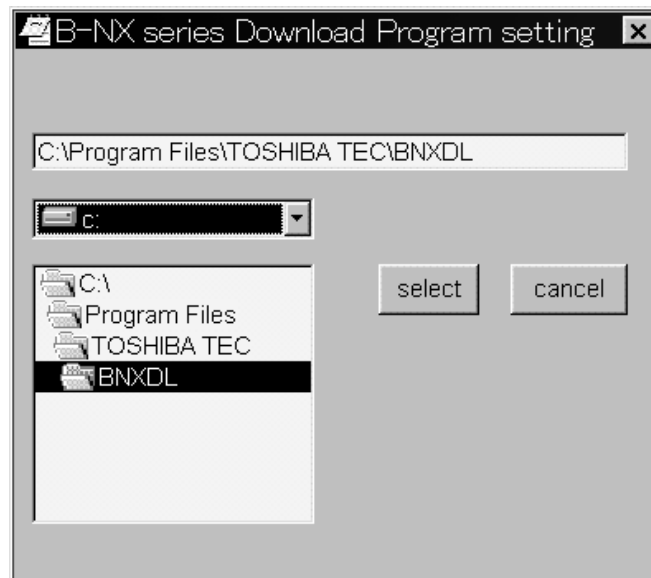 B-NX series Download Program setting
C:\Program Files\TOSHIBA TEC\BNXDL
c:
C:\
Program Files
TOSHIBA TEC
BNXDL
select
cancel